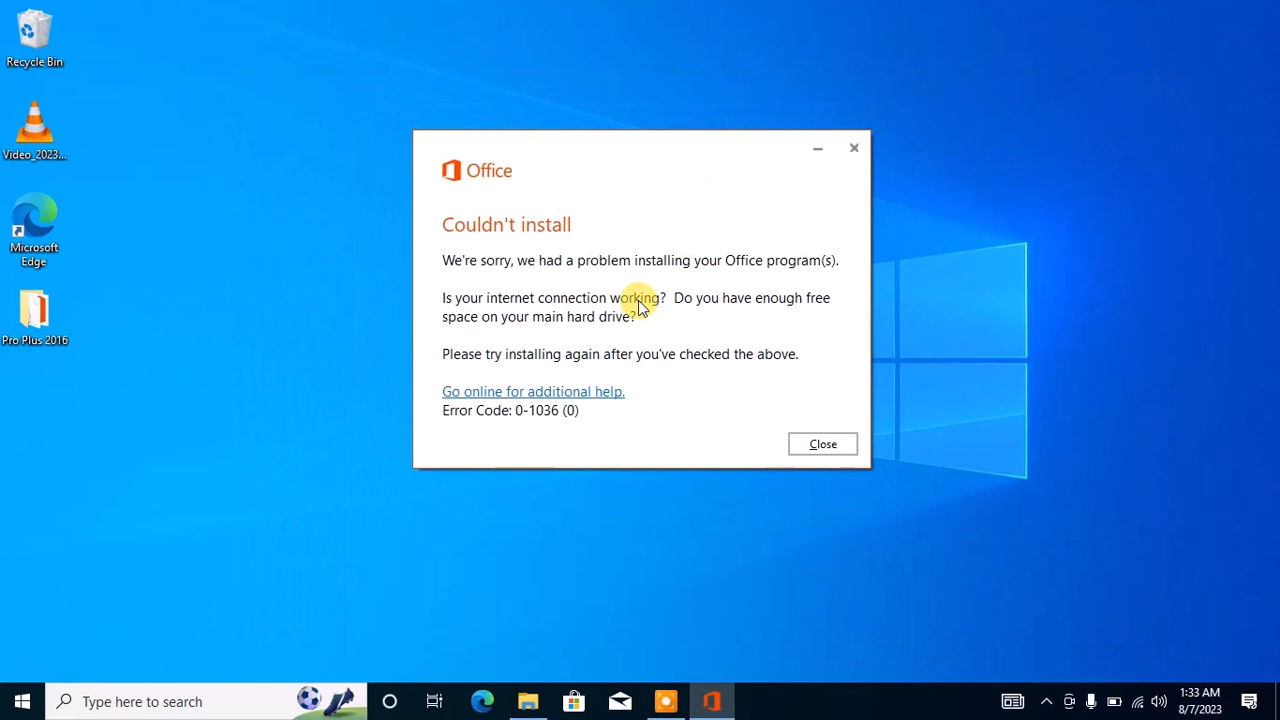 Recycle Bin
Video_2023...
Microsoft
Edge
Pro Plus 2016
Office
Couldn't install
We're sorry, we had a problem installing your Office program(s).
Is your internet connection working? Do you have enough free
space on your main hard drive?
Please try installing again after you've checked the above.
Go online for additional help.
Error Code: 0-1036 (0)
Close
Type here to search
1:33 AM
8/7/2023